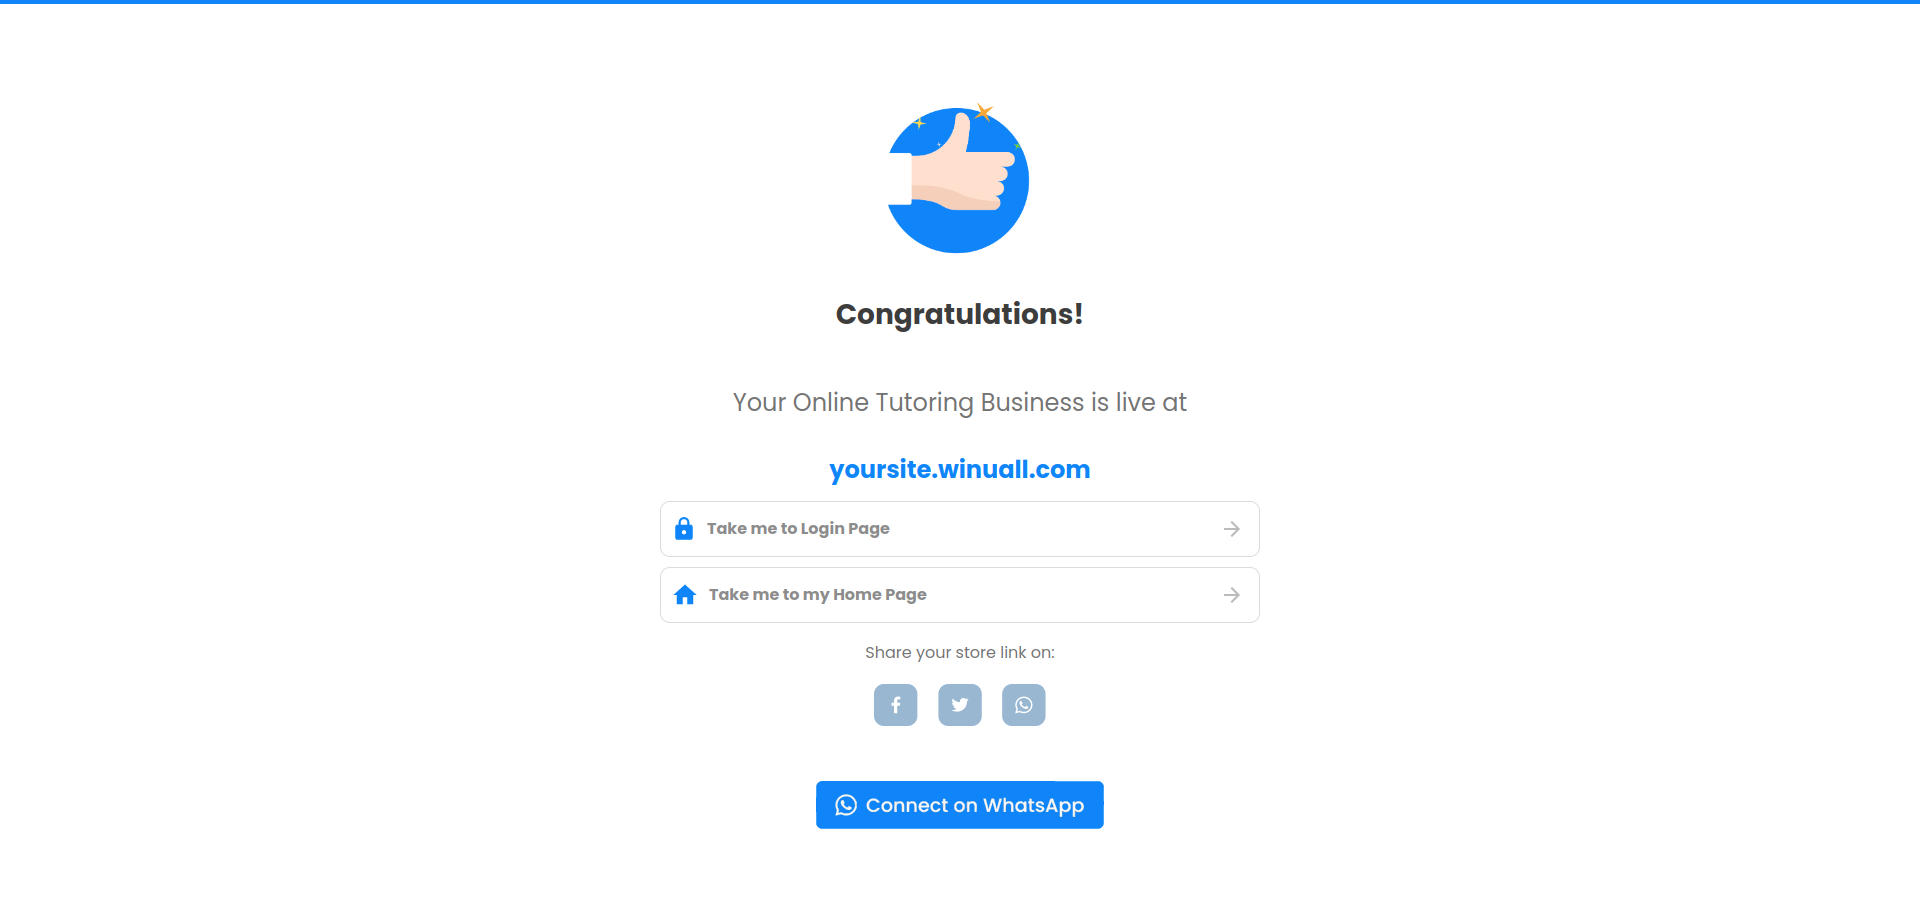 Congratulations!
Your Online Tutoring Business is live at
yoursite.winuall.com
Take me to Login Page
Take me to my Home Page
Share your store link on:
Connect on WhatsApp